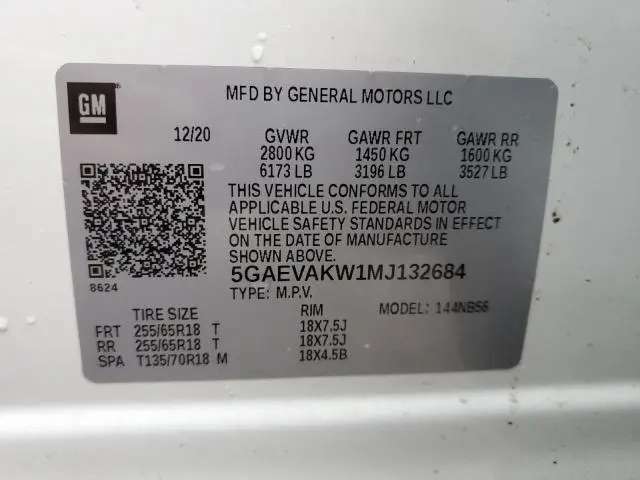 GM
MFD BY GENERAL MOTORS LLC
12/20 GVWR GAWR FRT GAWR RR
2800 KG 1450 KG 1600 KG
6173 LB 3196 LB 3527 LB
THIS VEHICLE CONFORMS TO ALL
APPLICABLE U.S. FEDERAL MOTOR
VEHICLE SAFETY STANDARDS IN EFFECT
ON THE DATE OF MANUFACTURE
SHOWN ABOVE.
8624
5GAEVAKW1MJ132684
TYPE: M.P.V.
TIRE SIZE RIM MODEL: 144NB56
FRT 255/65R18 T 18X7.5J
RR 255/65R18 T 18X7.5J
SPA T135/70R18 M 18X4.5B